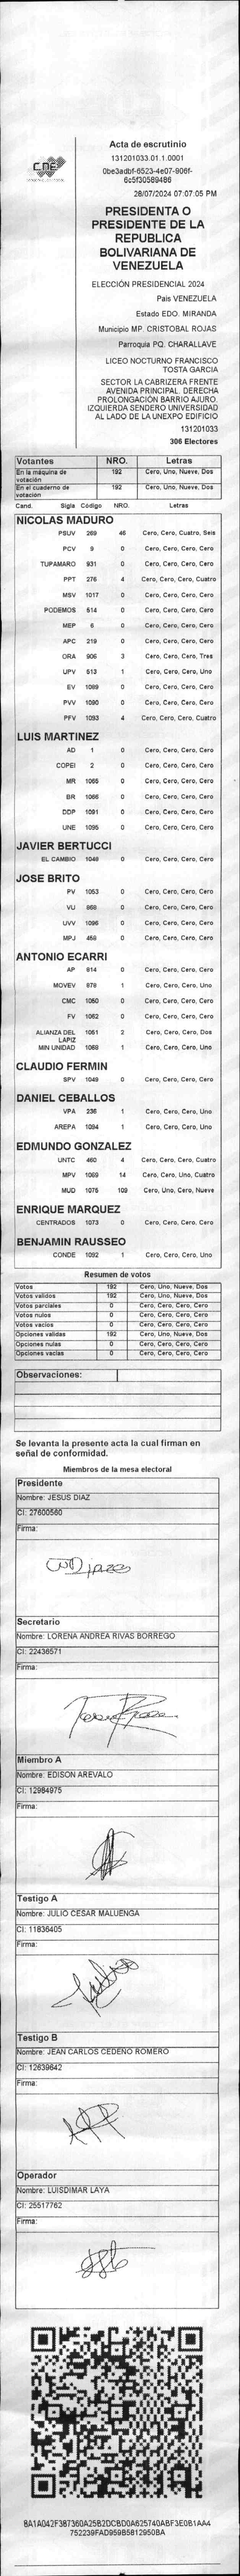 CNE
Acta de escrutinio
131201033.01.1.0001
0be3adbf-6523-4e07-906f-
6c5f30589486
28/07/2024 07:07:05 PM
PRESIDENTA O
PRESIDENTE DE LA
REPUBLICA
BOLIVARIANA DE
VENEZUELA
ELECCIÓN PRESIDENCIAL 2024
Pais VENEZUELA
Estado EDO. MIRANDA
Municipio MP. CRISTOBAL ROJAS
Parroquia PQ. CHARALLAVE
LICEO NOCTURNO FRANCISCO
TOSTA GARCIA
SECTOR LA CABRIZERA FRENTE
AVENIDA PRINCIPAL. DERECHA
PROLONGACIÓN BARRIO AJURO.
IZQUIERDA SENDERO UNIVERSIDAD
AL LADO DE LA UNEXPO EDIFICIO
131201033
306 Electores
Votantes NRO. Letras
En la máquina de votación 192 Cero, Uno, Nueve, Dos
En el cuaderno de votación 192 Cero, Uno, Nueve, Dos
Cand. Sigla Código NRO. Letras
NICOLAS MADURO
PSUV 269 46 Cero, Cero, Cuatro, Seis
PCV 9 0 Cero, Cero, Cero, Cero
TUPAMARO 931 0 Cero, Cero, Cero, Cero
PPT 276 4 Cero, Cero, Cero, Cuatro
MSV 1017 0 Cero, Cero, Cero, Cero
PODEMOS 514 0 Cero, Cero, Cero, Cero
MEP 6 0 Cero, Cero, Cero, Cero
APC 219 0 Cero, Cero, Cero, Cero
ORA 906 3 Cero, Cero, Cero, Tres
UPV 513 1 Cero, Cero, Cero, Uno
EV 1089 0 Cero, Cero, Cero, Cero
PVV 1090 0 Cero, Cero, Cero, Cero
PFV 1093 4 Cero, Cero, Cero, Cuatro
LUIS MARTINEZ
AD 1 0 Cero, Cero, Cero, Cero
COPEI 2 0 Cero, Cero, Cero, Cero
MR 1065 0 Cero, Cero, Cero, Cero
BR 1066 0 Cero, Cero, Cero, Cero
DDP 1091 0 Cero, Cero, Cero, Cero
UNE 1095 0 Cero, Cero, Cero, Cero
JAVIER BERTUCCI
EL CAMBIO 1048 0 Cero, Cero, Cero, Cero
JOSE BRITO
PV 1053 0 Cero, Cero, Cero, Cero
VU 868 0 Cero, Cero, Cero, Cero
UVV 1096 0 Cero, Cero, Cero, Cero
MPJ 459 0 Cero, Cero, Cero, Cero
ANTONIO ECARRI
AP 814 0 Cero, Cero, Cero, Cero
MOVEV 979 1 Cero, Cero, Cero, Uno
CMC 1050 0 Cero, Cero, Cero, Cero
FV 1062 0 Cero, Cero, Cero, Cero
ALIANZA DEL LAPIZ 1051 2 Cero, Cero, Cero, Dos
MIN UNIDAD 1068 1 Cero, Cero, Cero, Uno
CLAUDIO FERMIN
SPV 1049 0 Cero, Cero, Cero, Cero
DANIEL CEBALLOS
VPA 236 1 Cero, Cero, Cero, Uno
AREPA 1094 1 Cero, Cero, Cero, Uno
EDMUNDO GONZALEZ
UNTC 460 4 Cero, Cero, Cero, Cuatro
MPV 1069 14 Cero, Cero, Uno, Cuatro
MUD 1075 109 Cero, Uno, Cero, Nueve
ENRIQUE MARQUEZ
CENTRADOS 1073 0 Cero, Cero, Cero, Cero
BENJAMIN RAUSSEO
CONDE 1092 1 Cero, Cero, Cero, Uno
Resumen de votos
Votos 192 Cero, Uno, Nueve, Dos
Votos validos 192 Cero, Uno, Nueve, Dos
Votos parciales 0 Cero, Cero, Cero, Cero
Votos nulos 0 Cero, Cero, Cero, Cero
Votos vacios 0 Cero, Cero, Cero, Cero
Opciones validas 192 Cero, Uno, Nueve, Dos
Opciones nulas 0 Cero, Cero, Cero, Cero
Opciones vacias 0 Cero, Cero, Cero, Cero
Observaciones:
Se levanta la presente acta la cual firman en
señal de conformidad.
Miembros de la mesa electoral
Presidente
Nombre: JESUS DIAZ
CI: 27600560
Firma:
Secretario
Nombre: LORENA ANDREA RIVAS BORREGO
CI: 22436571
Firma:
Miembro A
Nombre: EDISON AREVALO
CI: 12984975
Firma:
Testigo A
Nombre: JULIO CESAR MALUENGA
CI: 11836405
Firma:
Testigo B
Nombre: JEAN CARLOS CEDEÑO ROMERO
CI: 12639642
Firma:
Operador
Nombre: LUISDIMAR LAYA
CI: 25517762
Firma:
8A1A042F387360A25B2DCBD0A625740ABF3E0B1AA4
752239FAD959B5812950BA